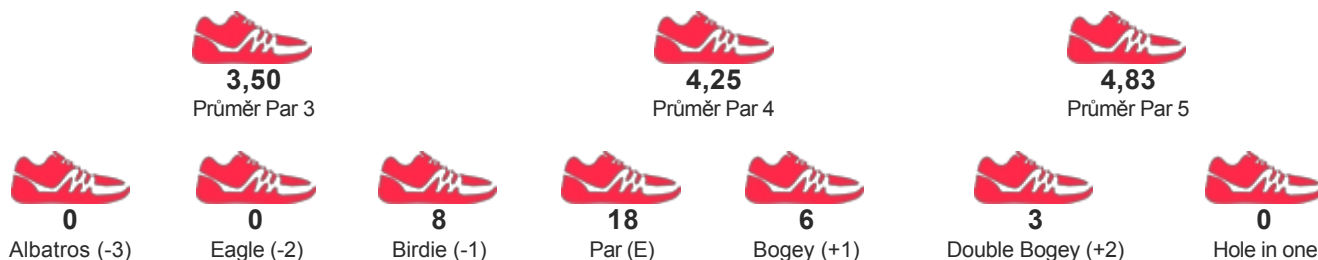 3,50 4,25 4,83
Průměr Par 3 Průměr Par 4 Průměr Par 5
0 0 8 18 6 3 0
Albatros (-3) Eagle (-2) Birdie (-1) Par (E) Bogey (+1) Double Bogey (+2) Hole in one